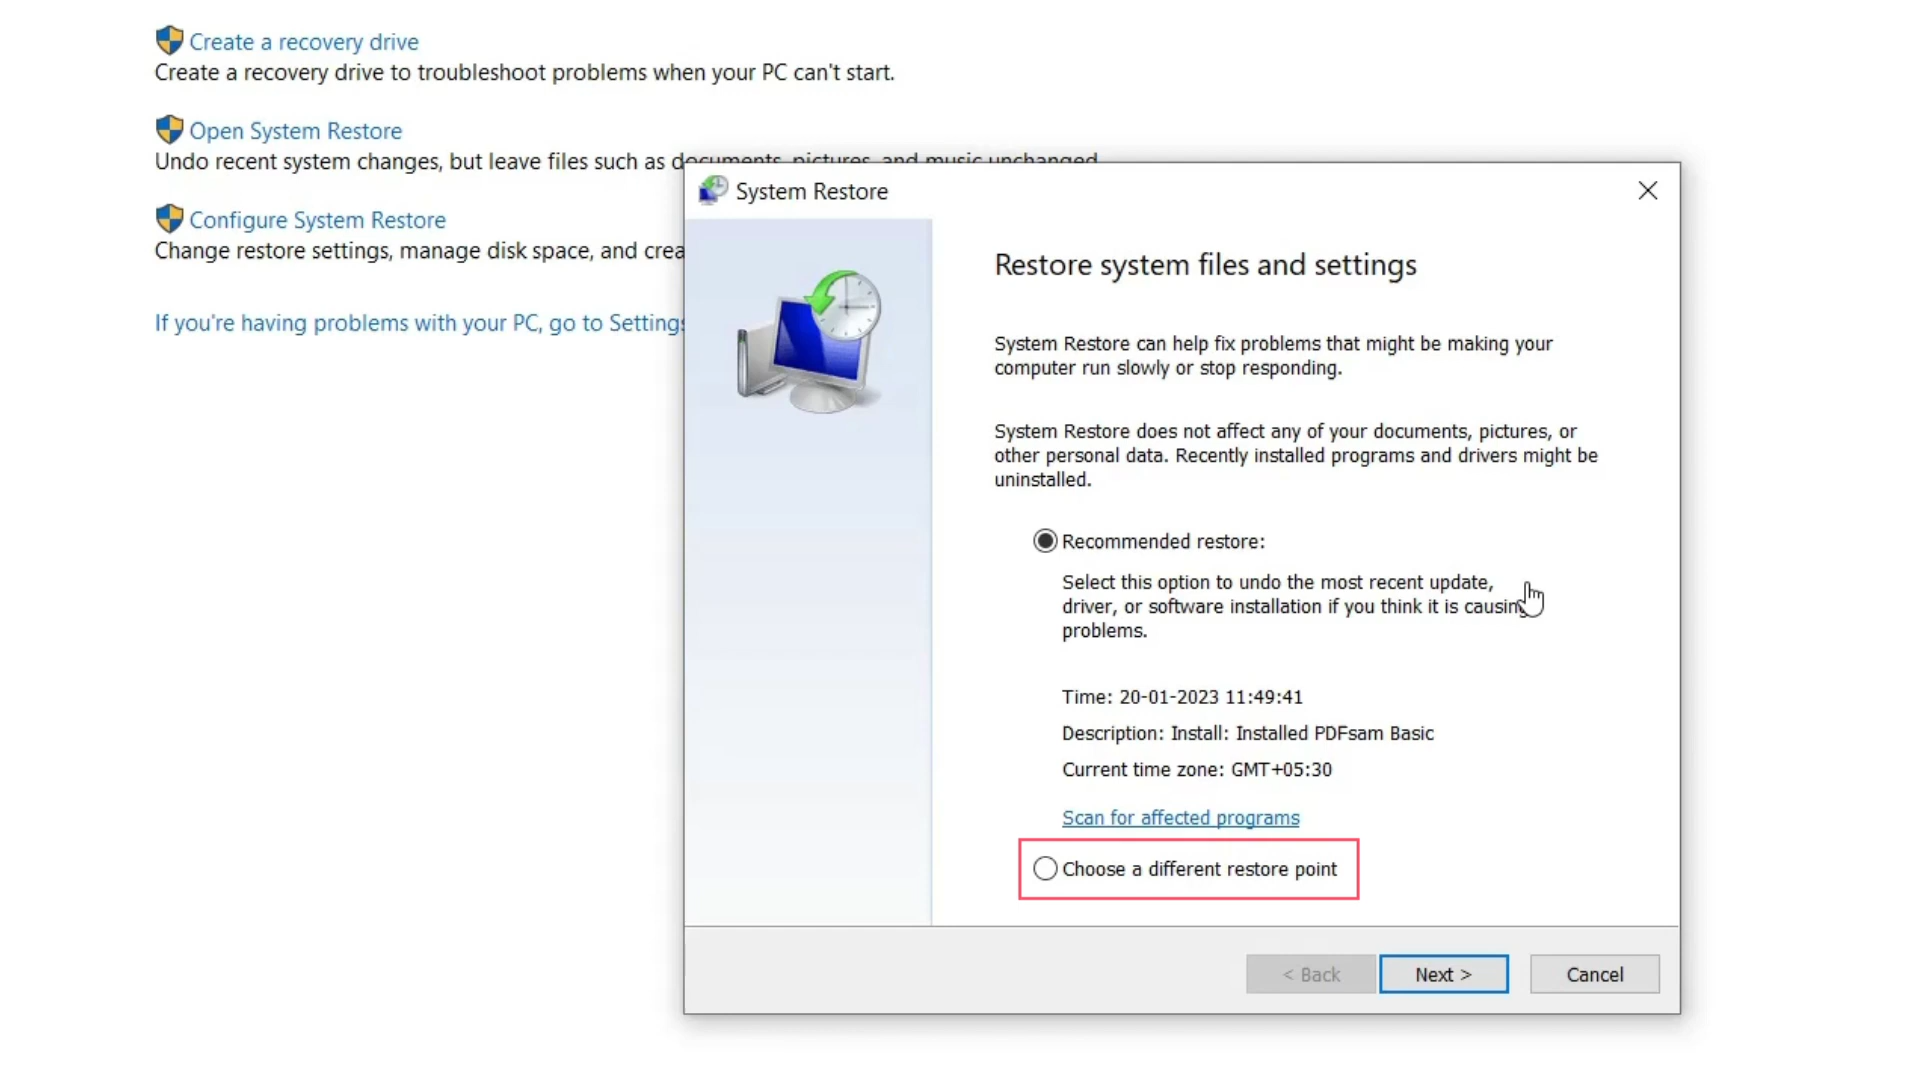 Create a recovery drive
Create a recovery drive to troubleshoot problems when your PC can't start.
Open System Restore
Undo recent system changes, but leave files such as documents, pictures, and music unchanged.
Configure System Restore
Change restore settings, manage disk space, and crea
If you're having problems with your PC, go to Settings
System Restore
Restore system files and settings
System Restore can help fix problems that might be making your
computer run slowly or stop responding.
System Restore does not affect any of your documents, pictures, or
other personal data. Recently installed programs and drivers might be
uninstalled.
Recommended restore:
Select this option to undo the most recent update,
driver, or software installation if you think it is causing
problems.
Time: 20-01-2023 11:49:41
Description: Install: Installed PDFsam Basic
Current time zone: GMT+05:30
Scan for affected programs
Choose a different restore point
< Back
Next >
Cancel